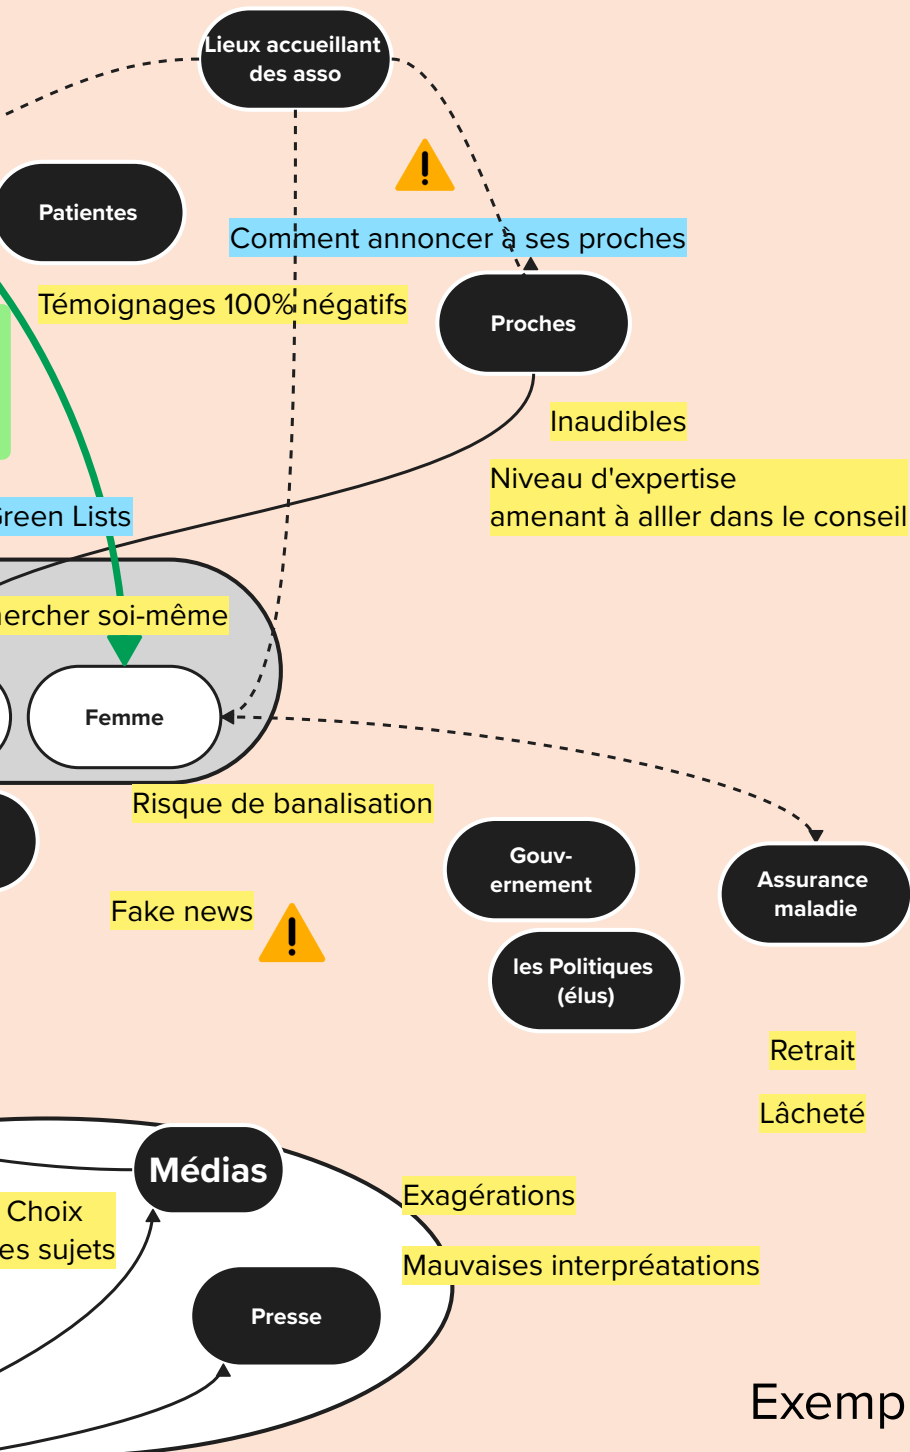 Lieux accueillant
des asso
Patientes
Comment annoncer à ses proches
Témoignages 100% négatifs
Proches
Inaudibles
Niveau d'expertise
amenant à alller dans le conseil
Green Lists
hercher soi-même
Femme
Risque de banalisation
Gouv-
ernement
Assurance
maladie
Fake news
les Politiques
(élus)
Retrait
Lâcheté
Médias
Exagérations
Choix
es sujets
Mauvaises interpréatations
Presse
Exemp